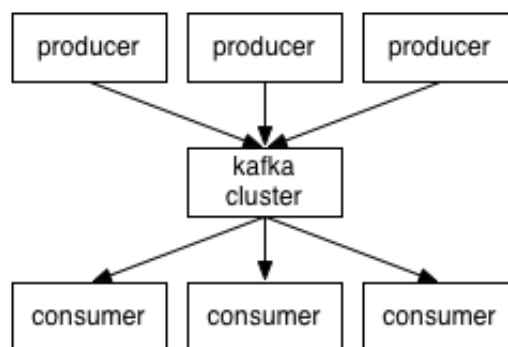 producer
producer
producer
kafka
cluster
consumer
consumer
consumer